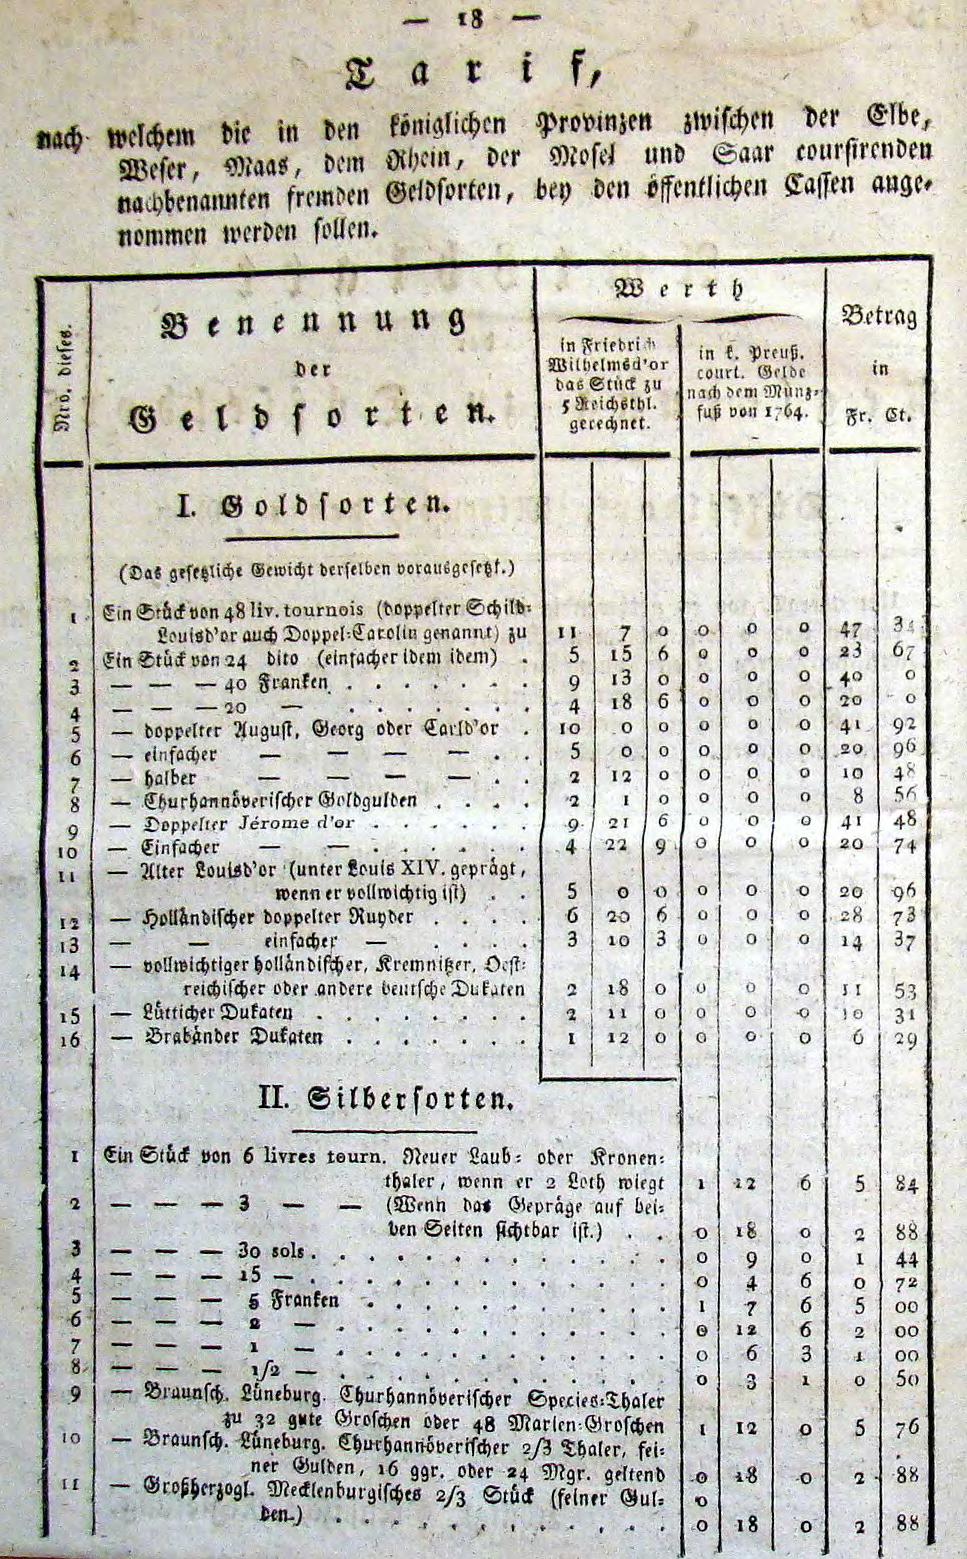 — 18 —
Tarif,
nach welchem die in den königlichen Provinzen zwischen der Elbe,
Weser, Maas, dem Rhein, der Mosel und Saar coursirenden
nachbenannten fremden Geldsorten, bey den öffentlichen Cassen ange-
nommen werden sollen.
Nro. dieses.
Benennung
der
Geldsorten.
Werth
in Friedrich
Wilhelmsd'or
das Stück zu
5 Reichsthl.
gerechnet.
in k. Preuß.
court. Gelde
nach dem Münz-
fuß von 1764.
Betrag
in
Fr. Ct.
I. Goldsorten.
(Das gesetzliche Gewicht derselben vorausgesetzt.)
1 Ein Stück von 48 liv. tournois (doppelter Schild-
Louisd'or auch Doppel-Carolin genannt) zu 11 7 0 0 0 0 47 34
2 Ein Stück von 24 dito (einfacher idem idem) . 5 15 6 0 0 0 23 67
3 — — — 40 Franken . . . . . . . 9 13 0 0 0 0 40 0
4 — — — 20 — . . . . . . . 4 18 6 0 0 0 20 0
5 — doppelter August, Georg oder Carld'or . 10 0 0 0 0 0 41 92
6 — einfacher — — — — . . 5 0 0 0 0 0 20 96
7 — halber — — — — . . 2 12 0 0 0 0 10 48
8 — Churhannöverischer Goldgulden . . . . 2 1 0 0 0 0 8 56
9 — Doppelter Jérome d'or . . . . . . 9 21 6 0 0 0 41 48
10 — Einfacher — — . . . . . . 4 22 9 0 0 0 20 74
11 — Alter Louisd'or (unter Louis XIV. geprägt,
wenn er vollwichtig ist) . . 5 0 0 0 0 0 20 96
12 — Holländischer doppelter Ruyder . . . . 6 20 6 0 0 0 28 73
13 — — einfacher — . . . . 3 10 3 0 0 0 14 37
14 — vollwichtiger holländischer, Kremnitzer, Oest-
reichischer oder andere deutsche Dukaten 2 18 0 0 0 0 11 53
15 — Lütticher Dukaten . . . . . . . . 2 11 0 0 0 0 10 31
16 — Brabänder Dukaten . . . . . . . 1 12 0 0 0 0 6 29
II. Silbersorten.
1 Ein Stück von 6 livres tourn. Neuer Laub- oder Kronen-
thaler, wenn er 2 Loth wiegt 1 12 6 5 84
2 — — — 3 — — (Wenn das Gepräge auf bei-
den Seiten sichtbar ist.) . . 0 18 0 2 88
3 — — — 30 sols . . . . . . . . . . . 0 9 0 1 44
4 — — — 15 — . . . . . . . . . . . 0 4 6 0 72
5 — — — 5 Franken . . . . . . . . . . 1 7 6 5 00
6 — — — 2 — . . . . . . . . . . 0 12 6 2 00
7 — — — 1 — . . . . . . . . . . 0 6 3 1 00
8 — — — 1/2 — . . . . . . . . . . 0 3 1 0 50
9 — Braunsch. Lüneburg. Churhannöverischer Species-Thaler
zu 32 gute Groschen oder 48 Marien-Groschen 1 12 0 5 76
10 — Braunsch. Lüneburg. Churhannöverischer 2/3 Thaler, fei-
ner Gulden, 16 ggr. oder 24 Mgr. geltend 0 18 0 2 88
11 — Großherzogl. Mecklenburgisches 2/3 Stück (feiner Gul- 0
den.) . . . . . . . . . . . 0 18 0 2 88